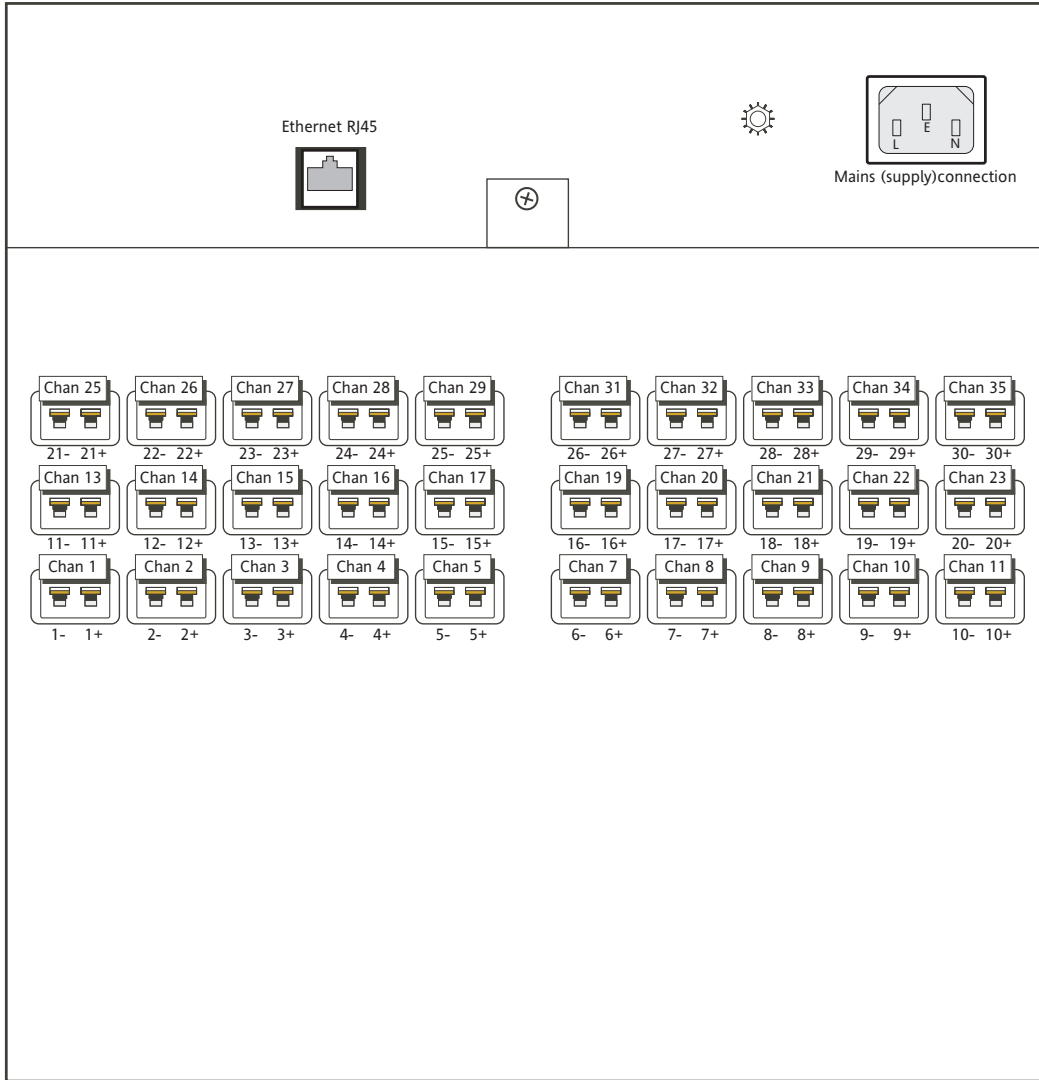 Ethernet RJ45
L E N
Mains (supply)connection
Chan 25 Chan 26 Chan 27 Chan 28 Chan 29 Chan 31 Chan 32 Chan 33 Chan 34 Chan 35
21- 21+ 22- 22+ 23- 23+ 24- 24+ 25- 25+ 26- 26+ 27- 27+ 28- 28+ 29- 29+ 30- 30+
Chan 13 Chan 14 Chan 15 Chan 16 Chan 17 Chan 19 Chan 20 Chan 21 Chan 22 Chan 23
11- 11+ 12- 12+ 13- 13+ 14- 14+ 15- 15+ 16- 16+ 17- 17+ 18- 18+ 19- 19+ 20- 20+
Chan 1 Chan 2 Chan 3 Chan 4 Chan 5 Chan 7 Chan 8 Chan 9 Chan 10 Chan 11
1- 1+ 2- 2+ 3- 3+ 4- 4+ 5- 5+ 6- 6+ 7- 7+ 8- 8+ 9- 9+ 10- 10+